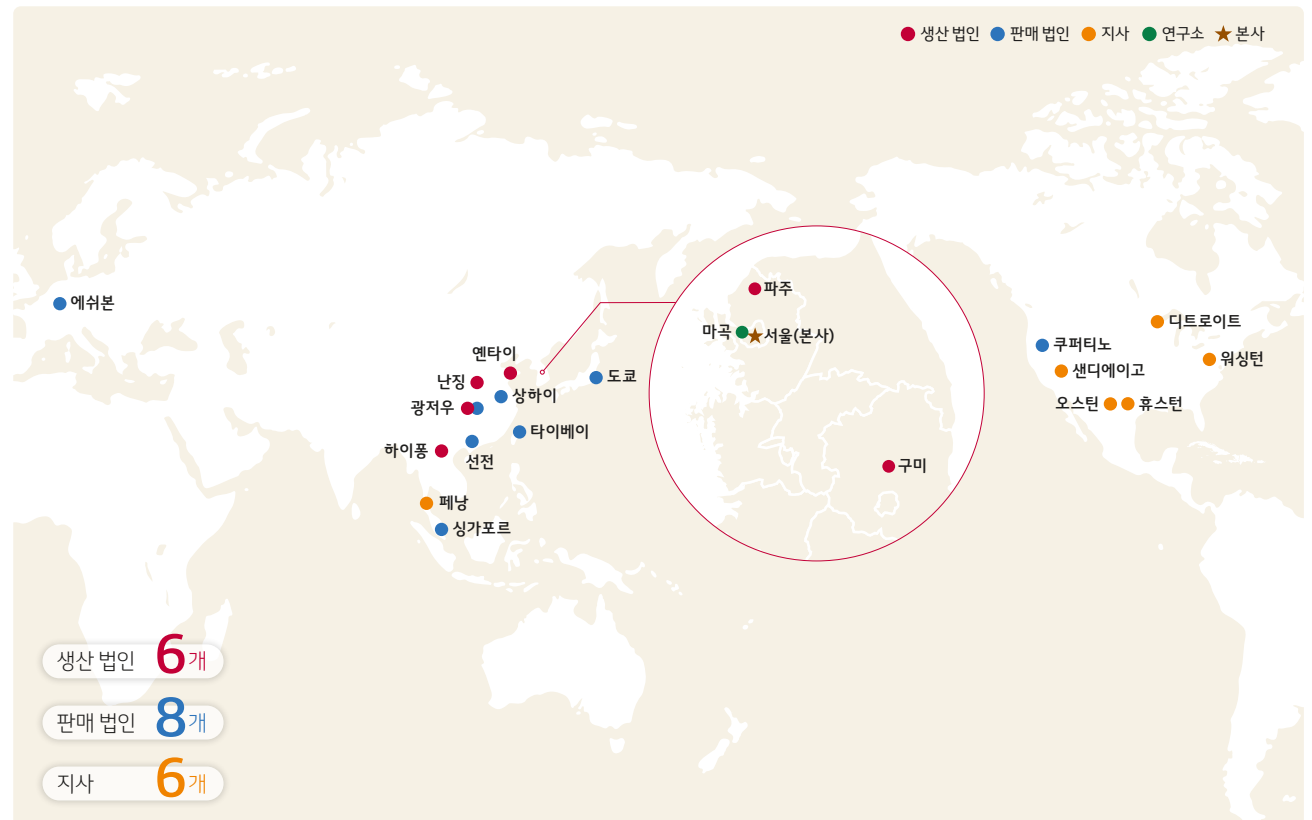 생산 법인 판매 법인 지사 연구소 본사
에쉬본
옌타이
난징
상하이
광저우
도쿄
타이베이
하이퐁
선전
페낭
싱가포르
파주
마곡
서울(본사)
구미
디트로이트
쿠퍼티노
워싱턴
샌디에이고
오스틴
휴스턴
생산 법인 6개
판매 법인 8개
지사 6개